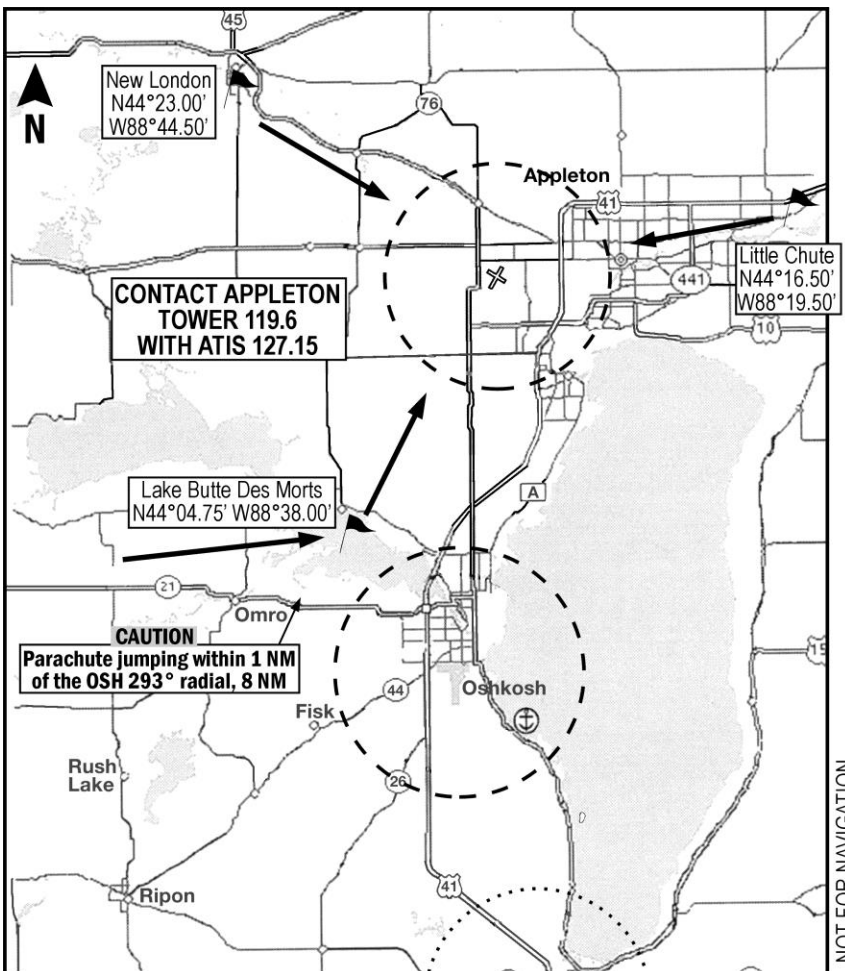 45
New London
N44°23.00'
W88°44.50'
N
76
Appleton
41
Little Chute
N44°16.50'
W88°19.50'
441
10
CONTACT APPLETON
TOWER 119.6
WITH ATIS 127.15
Lake Butte Des Morts
N44°04.75' W88°38.00'
A
21
Omro
CAUTION
Parachute jumping within 1 NM
of the OSH 293° radial, 8 NM
15
Oshkosh
44
Fisk
26
Rush
Lake
Ripon
41
NOT FOR NAVIGATION